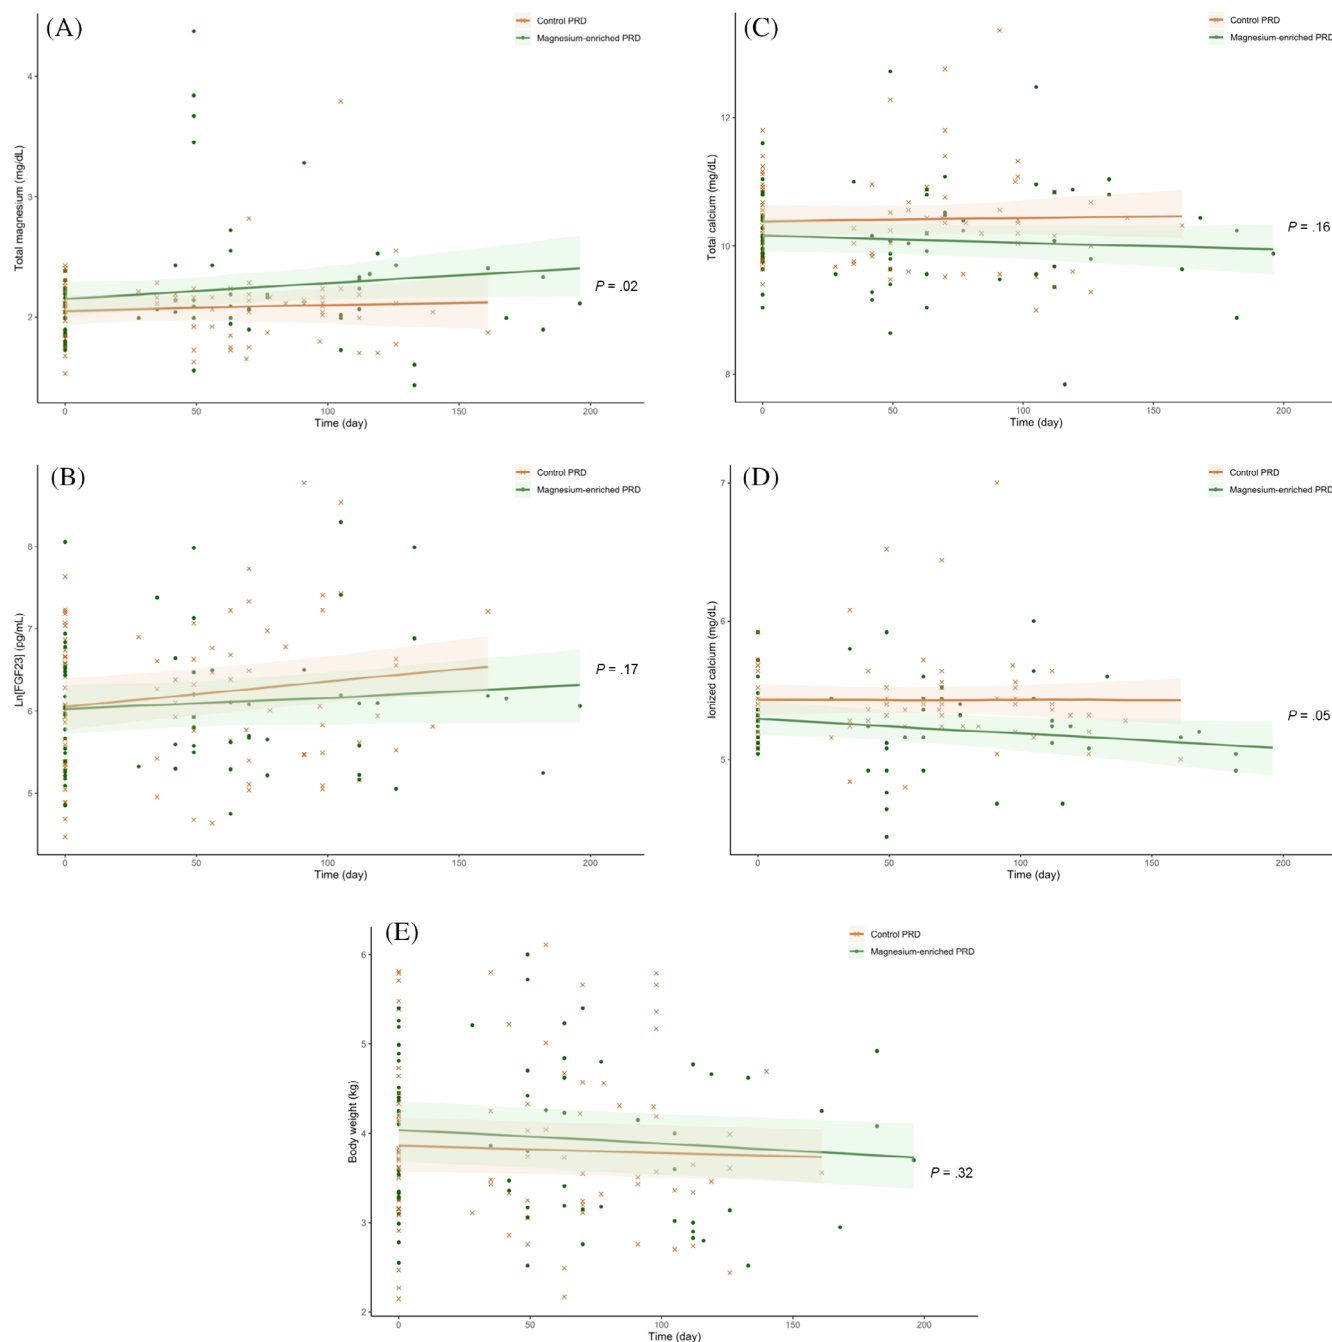 (A)
Control PRD
Magnesium-enriched PRD
Total magnesium (mg/dL)
4
3
2
P = .02
0
50
100
150
200
Time (day)
(C)
Control PRD
Magnesium-enriched PRD
Total calcium (mg/dL)
12
10
8
P = .16
0
50
100
150
200
Time (day)
(B)
Control PRD
Magnesium-enriched PRD
Ln[FGF23] (pg/mL)
8
7
6
5
P = .17
0
50
100
150
200
Time (day)
(D)
Control PRD
Magnesium-enriched PRD
Ionized calcium (mg/dL)
7
6
5
P = .05
0
50
100
150
200
Time (day)
(E)
Control PRD
Magnesium-enriched PRD
Body weight (kg)
6
5
4
3
2
P = .32
0
50
100
150
200
Time (day)